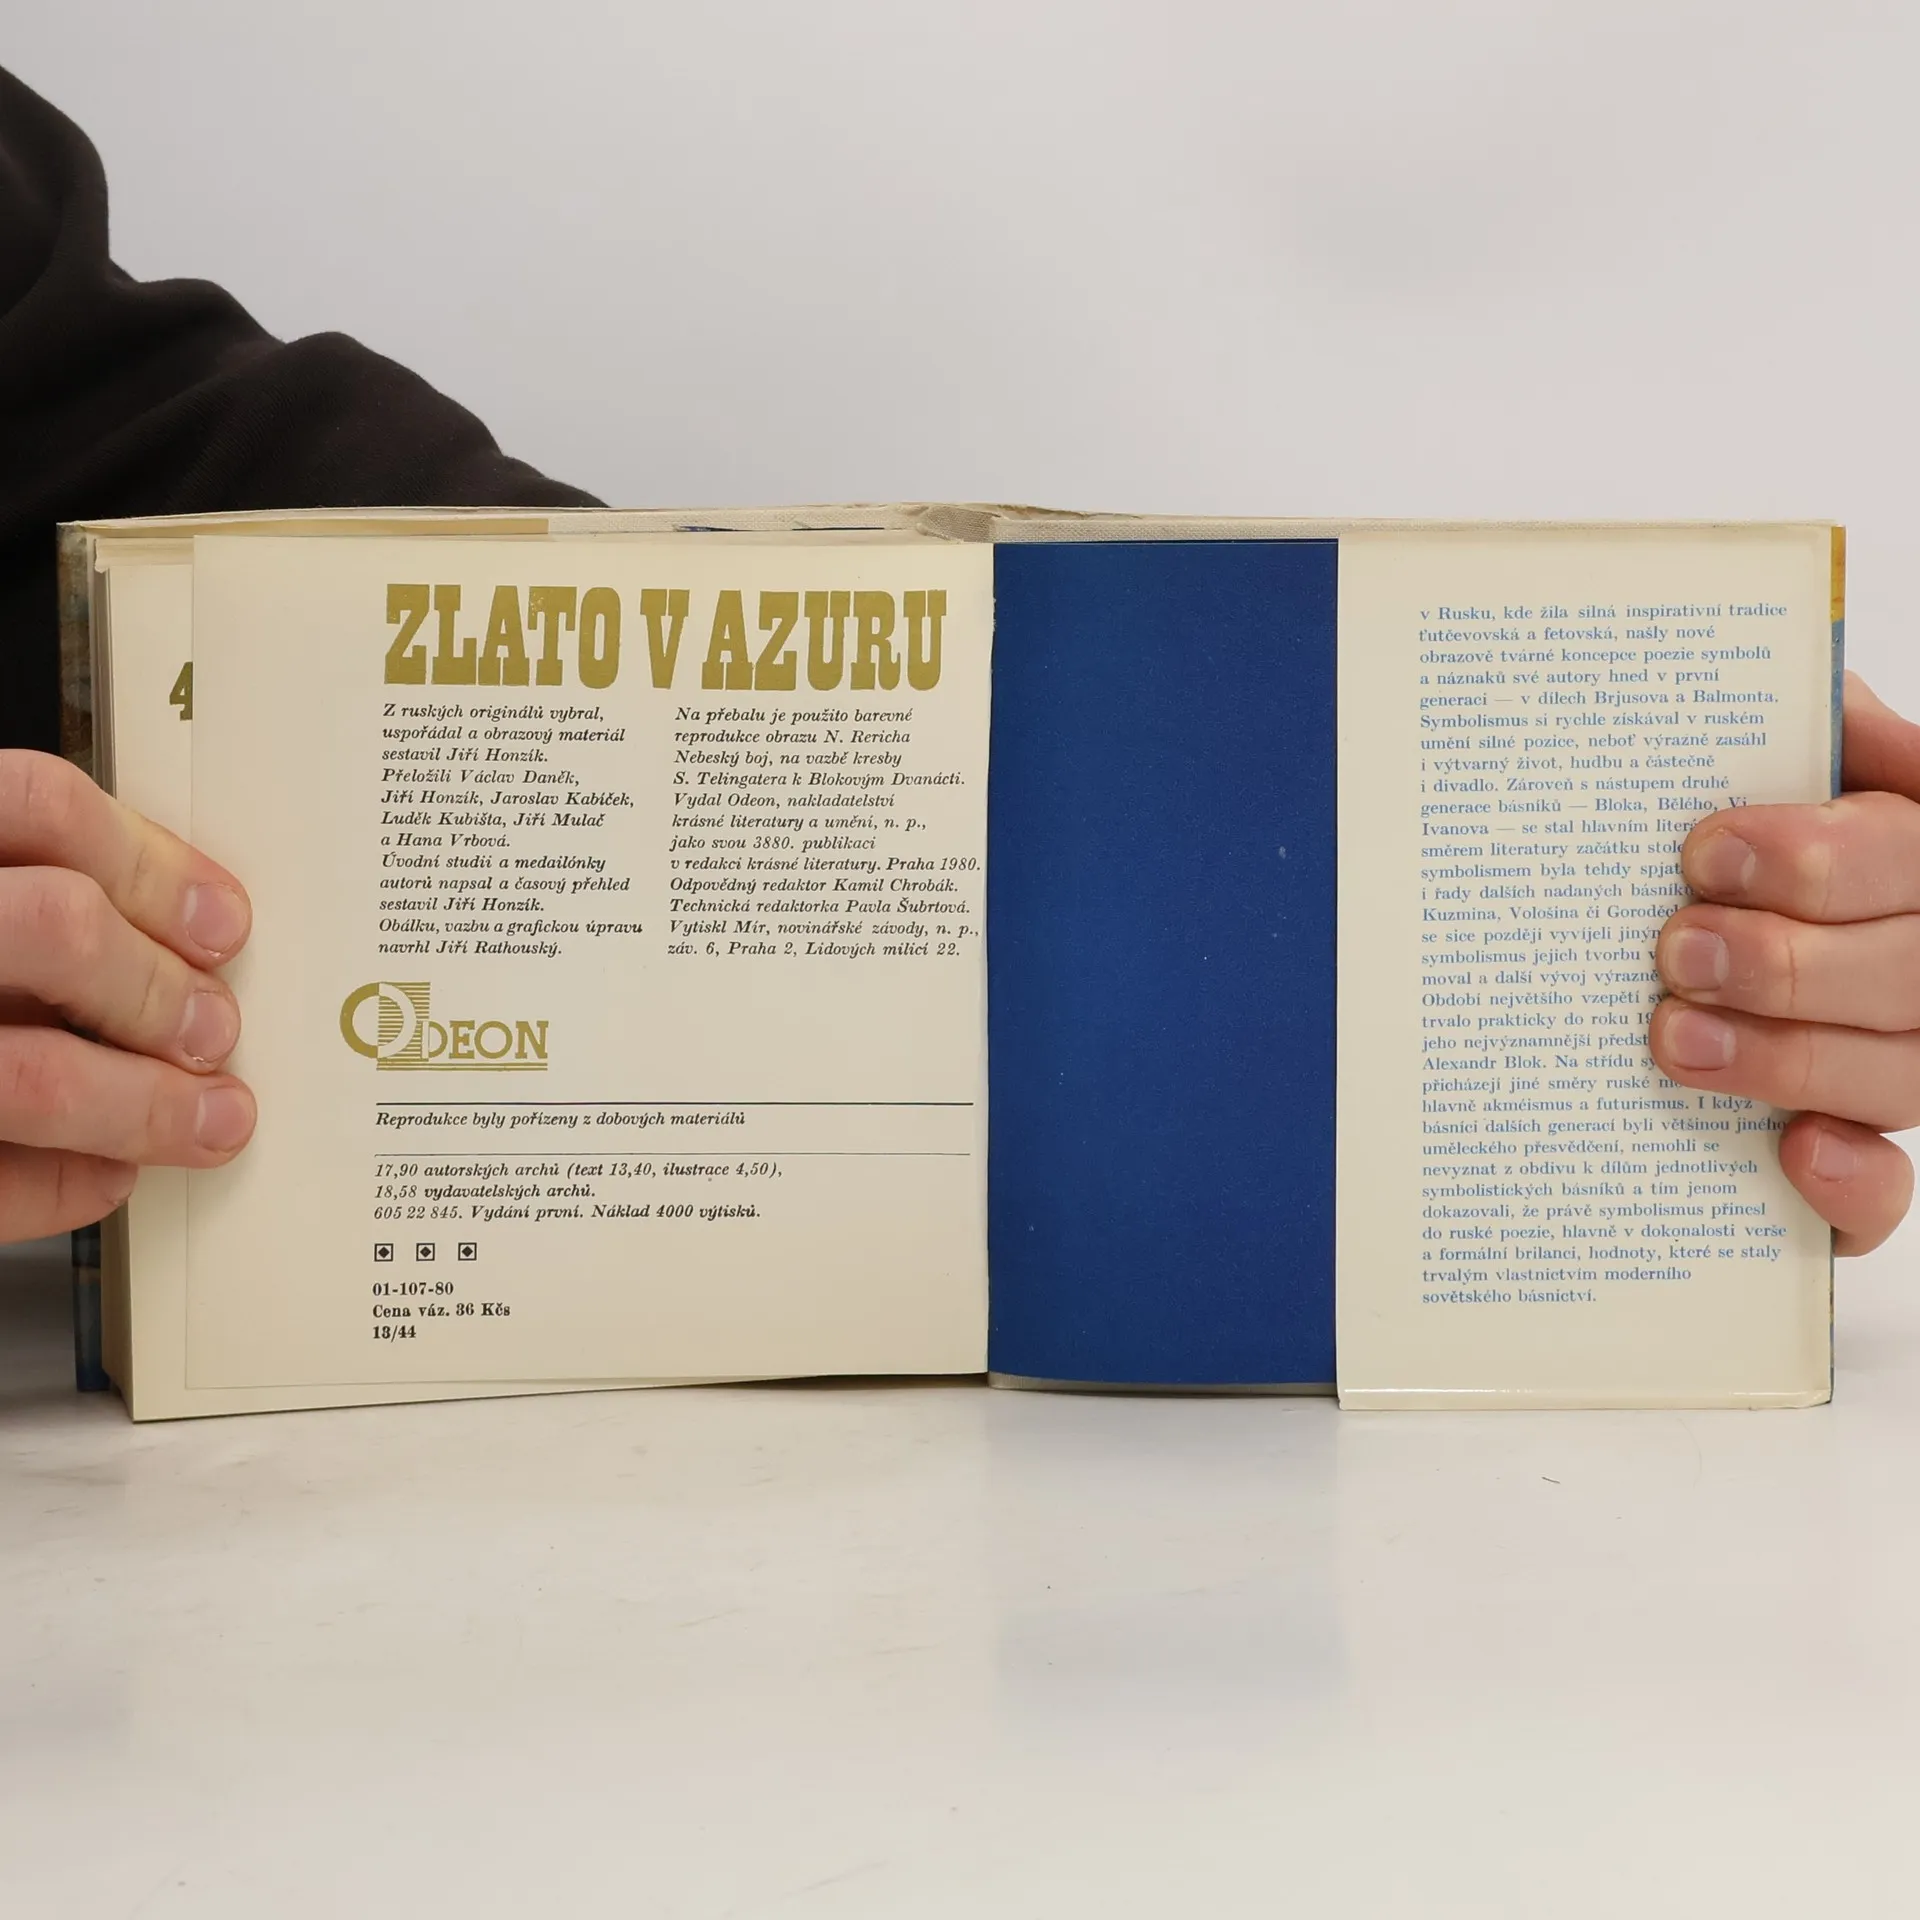 4
ZLATO V AZURU
Z ruských originálů vybral,
uspořádal a obrazový materiál
sestavil Jiří Honzík.
Přeložili Václav Daněk,
Jiří Honzík, Jaroslav Kabíček,
Luděk Kubišta, Jiří Mulač
a Hana Vrbová.
Úvodní studii a medailónky
autorů napsal a časový přehled
sestavil Jiří Honzík.
Obálku, vazbu a grafickou úpravu
navrhl Jiří Rathouský.
Na přebalu je použito barevné
reprodukce obrazu N. Rericha
Nebeský boj, na vazbě kresby
S. Telingatera k Blokovým Dvanácti.
Vydal Odeon, nakladatelství
krásné literatury a umění, n. p.,
jako svou 3880. publikaci
v redakci krásné literatury. Praha 1980.
Odpovědný redaktor Kamil Chrobák.
Technická redaktorka Pavla Šubrtová.
Vytiskl Mír, novinářské závody, n. p.,
záv. 6, Praha 2, Lidových milicí 22.
ODEON
Reprodukce byly pořízeny z dobových materiálů
17,90 autorských archů (text 13,40, ilustrace 4,50),
18,58 vydavatelských archů.
605 22 845. Vydání první. Náklad 4000 výtisků.
01-107-80
Cena váz. 36 Kčs
13/44
v Rusku, kde žila silná inspirativní tradice
ťutčevovská a fetovská, našly nové
obrazově tvárné koncepce poezie symbolů
a náznaků své autory hned v první
generaci — v dílech Brjusova a Balmonta.
Symbolismus si rychle získával v ruském
umění silné pozice, neboť výrazně zasáhl
i výtvarný život, hudbu a částečně
i divadlo. Zároveň s nástupem druhé
generace básníků — Bloka, Bělého,
Ivanova — se stal hlavním
směrem literatury začátku
symbolismem byla tehdy
i řady dalších nadaných básníků
Kuzmina, Vološina či
se sice později vyvíjeli
symbolismus jejich tvorbu
moval a další vývoj výrazně
Období největšího vzepětí
trvalo prakticky do roku
jeho nejvýznamnější
Alexandr Blok. Na střídu
přicházejí jiné směry ruské
hlavně akméismus a futurismus. I když
básníci dalších generací byli většinou jiného
uměleckého přesvědčení, nemohli se
nevyznat z obdivu k dílům jednotlivých
symbolistických básníků a tím jenom
dokazovali, že právě symbolismus přinesl
do ruské poezie, hlavně v dokonalosti verše
a formální brilanci, hodnoty, které se staly
trvalým vlastnictvím moderního
sovětského básnictví.